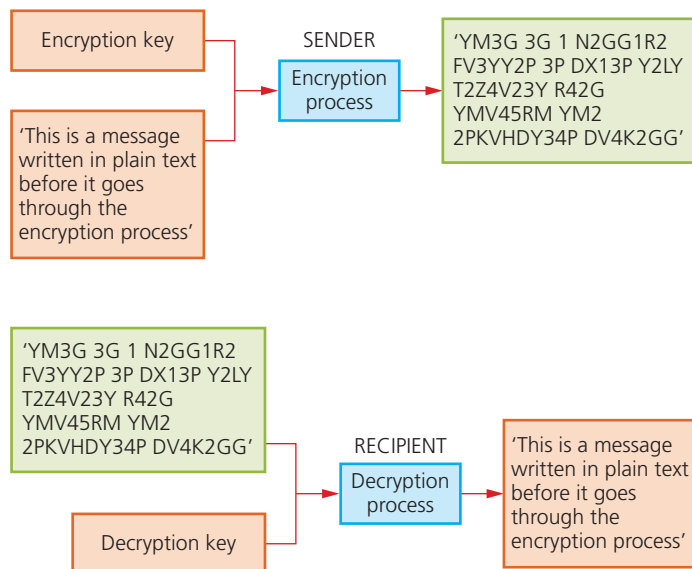 Encryption key
'This is a message
written in plain text
before it goes
through the
encryption process'
SENDER
Encryption
process
'YM3G 3G 1 N2GG1R2
FV3YY2P 3P DX13P Y2LY
T2Z4V23Y R42G
YMV45RM YM2
2PKVHDY34P DV4K2GG'
'YM3G 3G 1 N2GG1R2
FV3YY2P 3P DX13P Y2LY
T2Z4V23Y R42G
YMV45RM YM2
2PKVHDY34P DV4K2GG'
Decryption key
RECIPIENT
Decryption
process
'This is a message
written in plain text
before it goes
through the
encryption process'